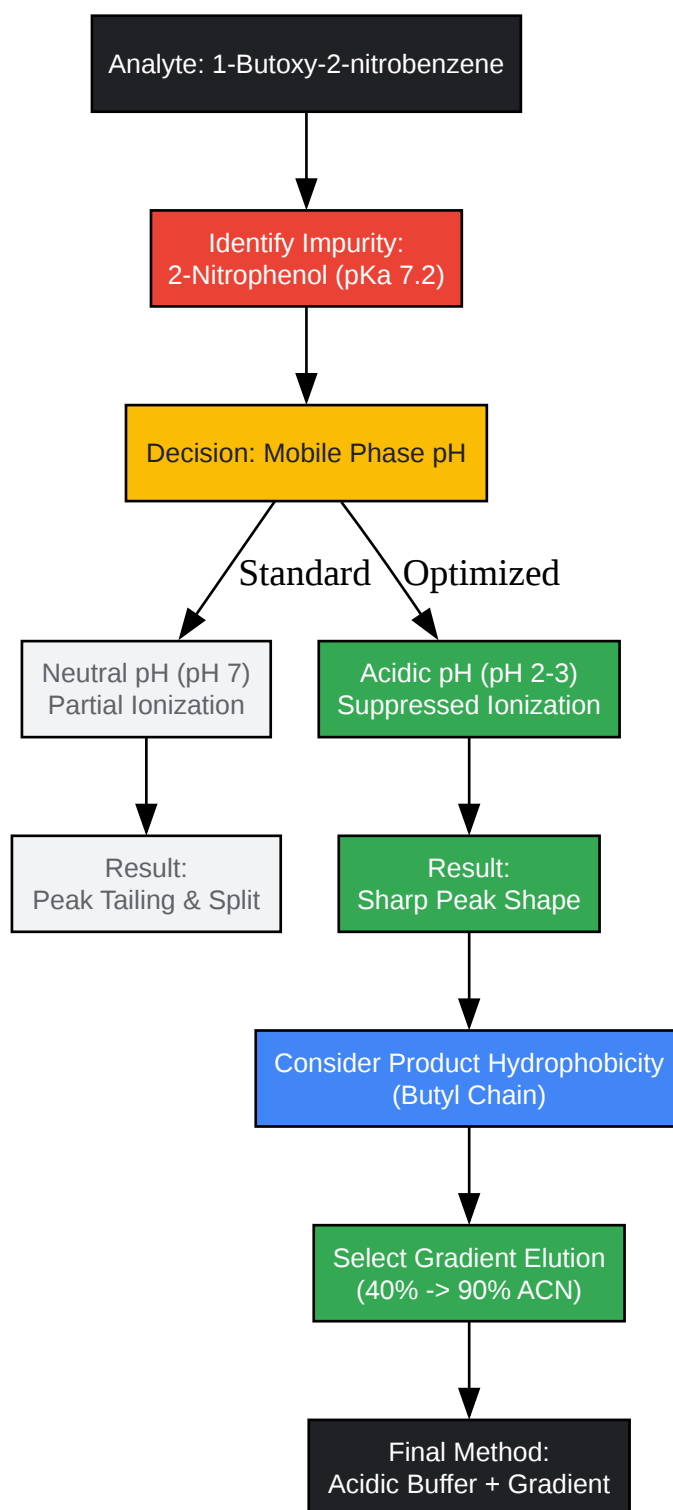 Analyte: 1-Butoxy-2-nitrobenzene
Identify Impurity:
2-Nitrophenol (pKa 7.2)
Decision: Mobile Phase pH
Standard
Optimized
Neutral pH (pH 7)
Partial Ionization
Acidic pH (pH 2-3)
Suppressed Ionization
Result:
Peak Tailing & Split
Result:
Sharp Peak Shape
Consider Product Hydrophobicity
(Butyl Chain)
Select Gradient Elution
(40% -> 90% ACN)
Final Method:
Acidic Buffer + Gradient